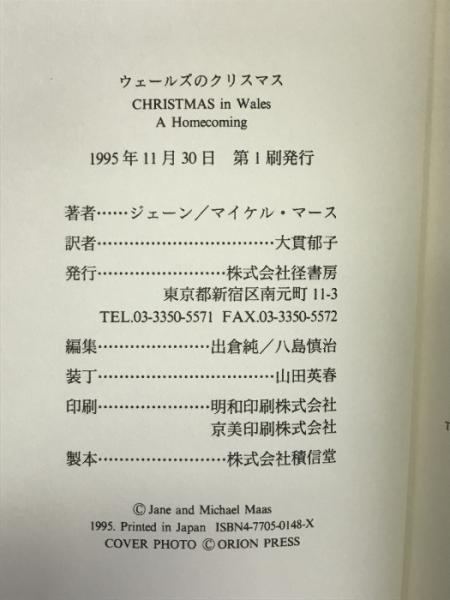 ウェールズのクリスマス
CHRISTMAS in Wales
A Homecoming
1995年11月30日 第1刷発行
著者……ジェーン/マイケル・マース
訳者……………………………大貫郁子
発行……………………株式会社径書房
東京都新宿区南元町11-3
TEL.03-3350-5571 FAX.03-3350-5572
編集…………………出倉純/八島慎治
装丁……………………………山田英春
印刷…………………明和印刷株式会社
京美印刷株式会社
製本……………………株式会社積信堂
©Jane and Michael Maas
1995. Printed in Japan ISBN4-7705-0148-X
COVER PHOTO ©ORION PRESS